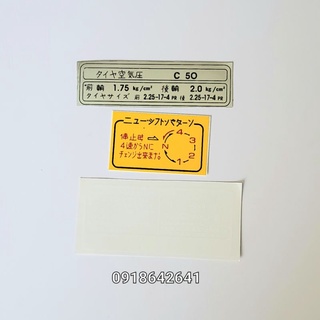 タイヤ空気圧 C 50
前輪 1.75 kg/cm² 後輪 2.0 kg/cm²
タイヤサイズ 前 2.25-17-4 PR 後 2.25-17-4 PR
ニューシフトパターン
停止時 ⇨
4速からNに
チェンジ出来ます
N 4 3 2 1
0918642641